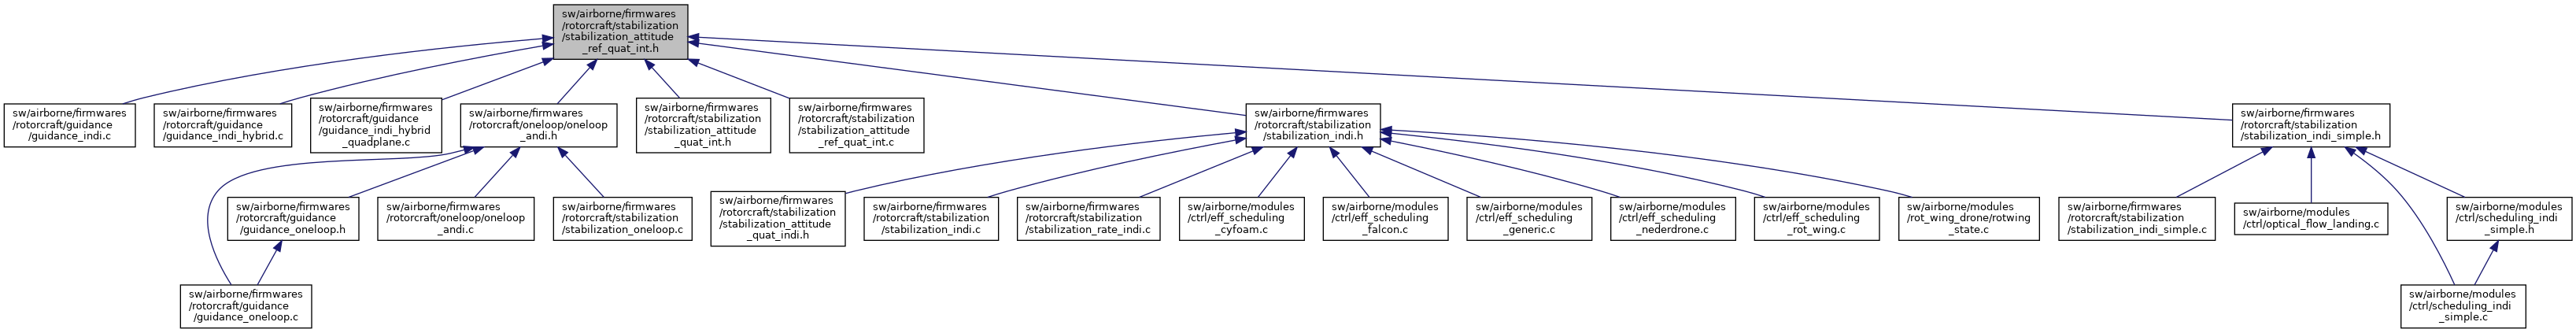 sw/airborne/firmwares
/rotorcraft/stabilization
/stabilization_attitude
_ref_quat_int.h
sw/airborne/firmwares
/rotorcraft/guidance
/guidance_indi.c
sw/airborne/firmwares
/rotorcraft/guidance
/guidance_indi_hybrid.c
sw/airborne/firmwares
/rotorcraft/guidance
/guidance_indi_hybrid
_quadplane.c
sw/airborne/firmwares
/rotorcraft/oneloop/oneloop
_andi.h
sw/airborne/firmwares
/rotorcraft/stabilization
/stabilization_attitude
_quat_int.h
sw/airborne/firmwares
/rotorcraft/stabilization
/stabilization_attitude
_ref_quat_int.c
sw/airborne/firmwares
/rotorcraft/stabilization
/stabilization_indi.h
sw/airborne/firmwares
/rotorcraft/stabilization
/stabilization_indi_simple.h
sw/airborne/firmwares
/rotorcraft/guidance
/guidance_oneloop.h
sw/airborne/firmwares
/rotorcraft/oneloop/oneloop
_andi.c
sw/airborne/firmwares
/rotorcraft/stabilization
/stabilization_oneloop.c
sw/airborne/firmwares
/rotorcraft/stabilization
/stabilization_attitude
_quat_indi.h
sw/airborne/firmwares
/rotorcraft/stabilization
/stabilization_indi.c
sw/airborne/firmwares
/rotorcraft/stabilization
/stabilization_rate_indi.c
sw/airborne/modules
/ctrl/eff_scheduling
_cyfoam.c
sw/airborne/modules
/ctrl/eff_scheduling
_falcon.c
sw/airborne/modules
/ctrl/eff_scheduling
_generic.c
sw/airborne/modules
/ctrl/eff_scheduling
_nederdrone.c
sw/airborne/modules
/ctrl/eff_scheduling
_rot_wing.c
sw/airborne/modules
/rot_wing_drone/rotwing
_state.c
sw/airborne/firmwares
/rotorcraft/stabilization
/stabilization_indi_simple.c
sw/airborne/modules
/ctrl/optical_flow_landing.c
sw/airborne/modules
/ctrl/scheduling_indi
_simple.h
sw/airborne/firmwares
/rotorcraft/guidance
/guidance_oneloop.c
sw/airborne/modules
/ctrl/scheduling_indi
_simple.c